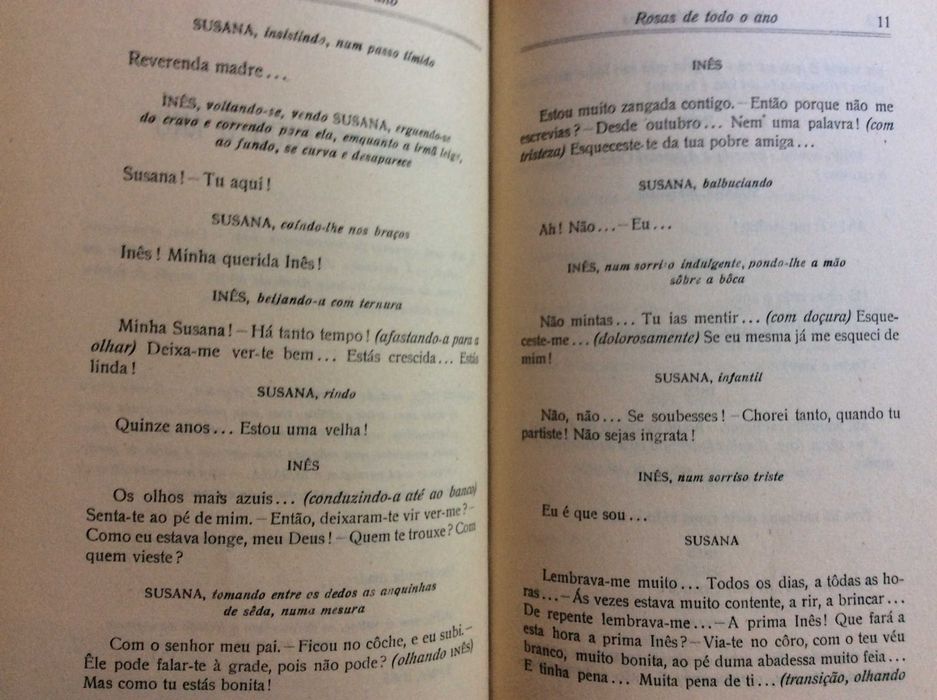 ano
SUSANA, insistindo, num passo tímido
Reverenda madre...
INÊS, voltando-se, vendo SUSANA, erguendo-se
do cravo e correndo para ela, emquanto a irmã leiga,
ao fundo, se curva e desaparece
Susana! – Tu aqui!
SUSANA, caíndo-lhe nos braços
Inês! Minha querida Inês!
INÊS, beijando-a com ternura
Minha Susana! – Há tanto tempo! (afastando-a para a
olhar) Deixa-me ver-te bem... Estás crescida... Estás
linda!
SUSANA, rindo
Quinze anos... Estou uma velha!
INÊS
Os olhos mais azuis... (conduzindo-a até ao banco)
Senta-te ao pé de mim. – Então, deixaram-te vir ver-me? –
Como eu estava longe, meu Deus! – Quem te trouxe? Com
quem vieste?
SUSANA, tomando entre os dedos as anquinhas
de sêda, numa mesura
Com o senhor meu pai. – Ficou no côche, e eu subi. –
Êle pode falar-te à grade, pois não pode? (olhando INÊS)
Mas como tu estás bonita!
Rosas de todo o ano 11
INÊS
Estou muito zangada contigo. – Então porque não me
escrevias? – Desde outubro... Nem uma palavra! (com
tristeza) Esqueceste-te da tua pobre amiga...
SUSANA, balbuciando
Ah! Não... – Eu...
INÊS, num sorriso indulgente, pondo-lhe a mão
sôbre a bôca
Não mintas... Tu ias mentir... (com doçura) Esque-
ceste-me... (dolorosamente) Se eu mesma já me esqueci de
mim!
SUSANA, infantil
Não, não... Se soubesses! – Chorei tanto, quando tu
partiste! Não sejas ingrata!
INÊS, num sorriso triste
Eu é que sou...
SUSANA
Lembrava-me muito... Todos os dias, a tôdas as ho-
ras... – Ás vezes estava muito contente, a rir, a brincar...
De repente lembrava-me... – A prima Inês! Que fará a
esta hora a prima Inês? – Via-te no côro, com o teu véu
branco, muito bonita, ao pé duma abadessa muito feia...
E tinha pena... Muita pena de ti... (transição, olhando